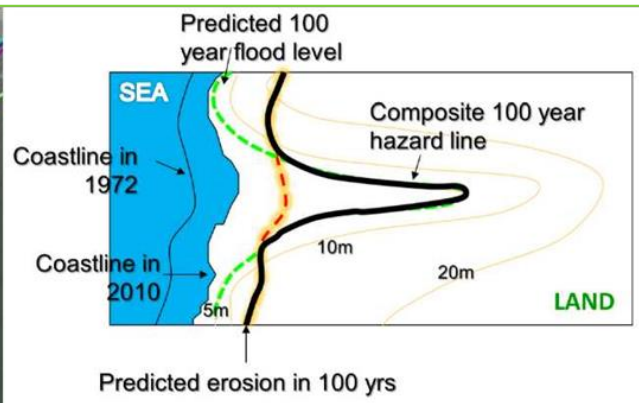 Predicted 100
year flood level
SEA
Composite 100 year
hazard line
Coastline in
1972
10m
Coastline in
2010
20m
5m
LAND
Predicted erosion in 100 yrs